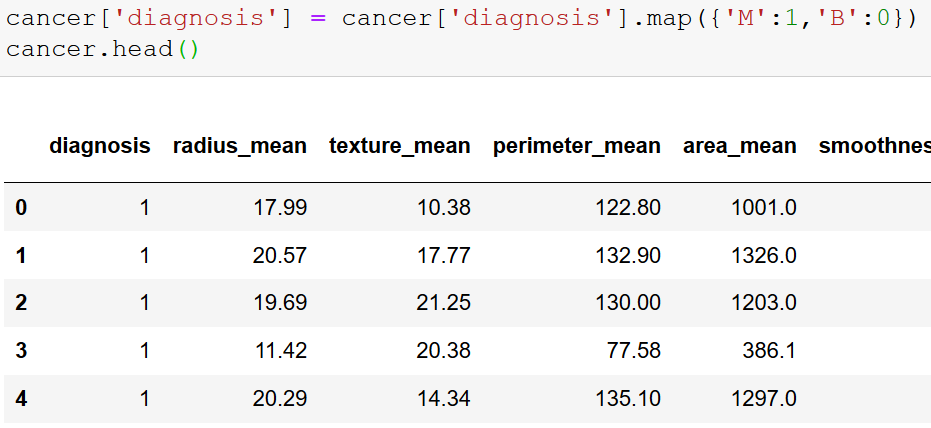 cancer['diagnosis'] = cancer['diagnosis'].map({'M':1,'B':0})
cancer.head()
diagnosis radius_mean texture_mean perimeter_mean area_mean smoothnes
0 1 17.99 10.38 122.80 1001.0
1 1 20.57 17.77 132.90 1326.0
2 1 19.69 21.25 130.00 1203.0
3 1 11.42 20.38 77.58 386.1
4 1 20.29 14.34 135.10 1297.0